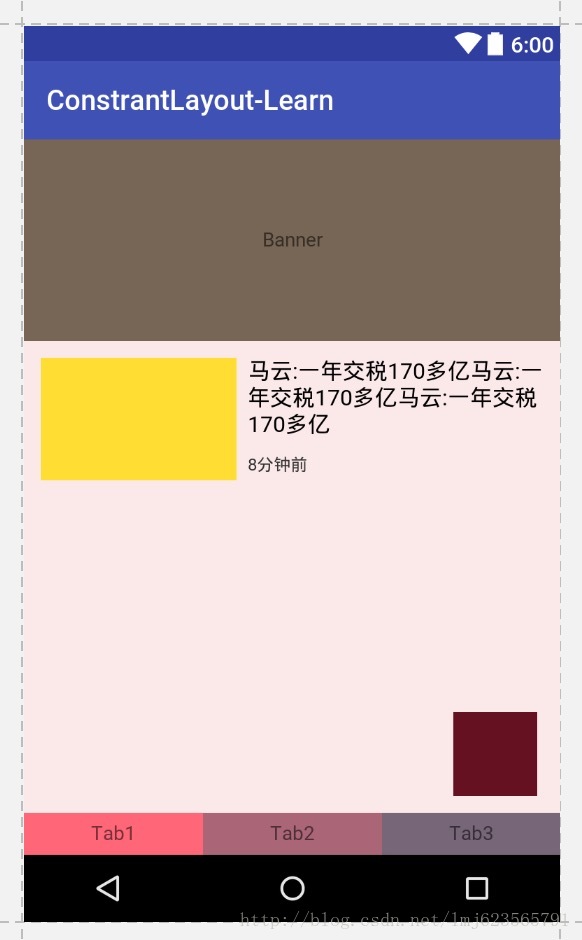 6:00
ConstrantLayout-Learn
Banner
马云:一年交税170多亿马云:一
年交税170多亿马云:一年交税
170多亿
8分钟前
Tab1 Tab2 Tab3
http://blog.csdn.net/lmj623565791